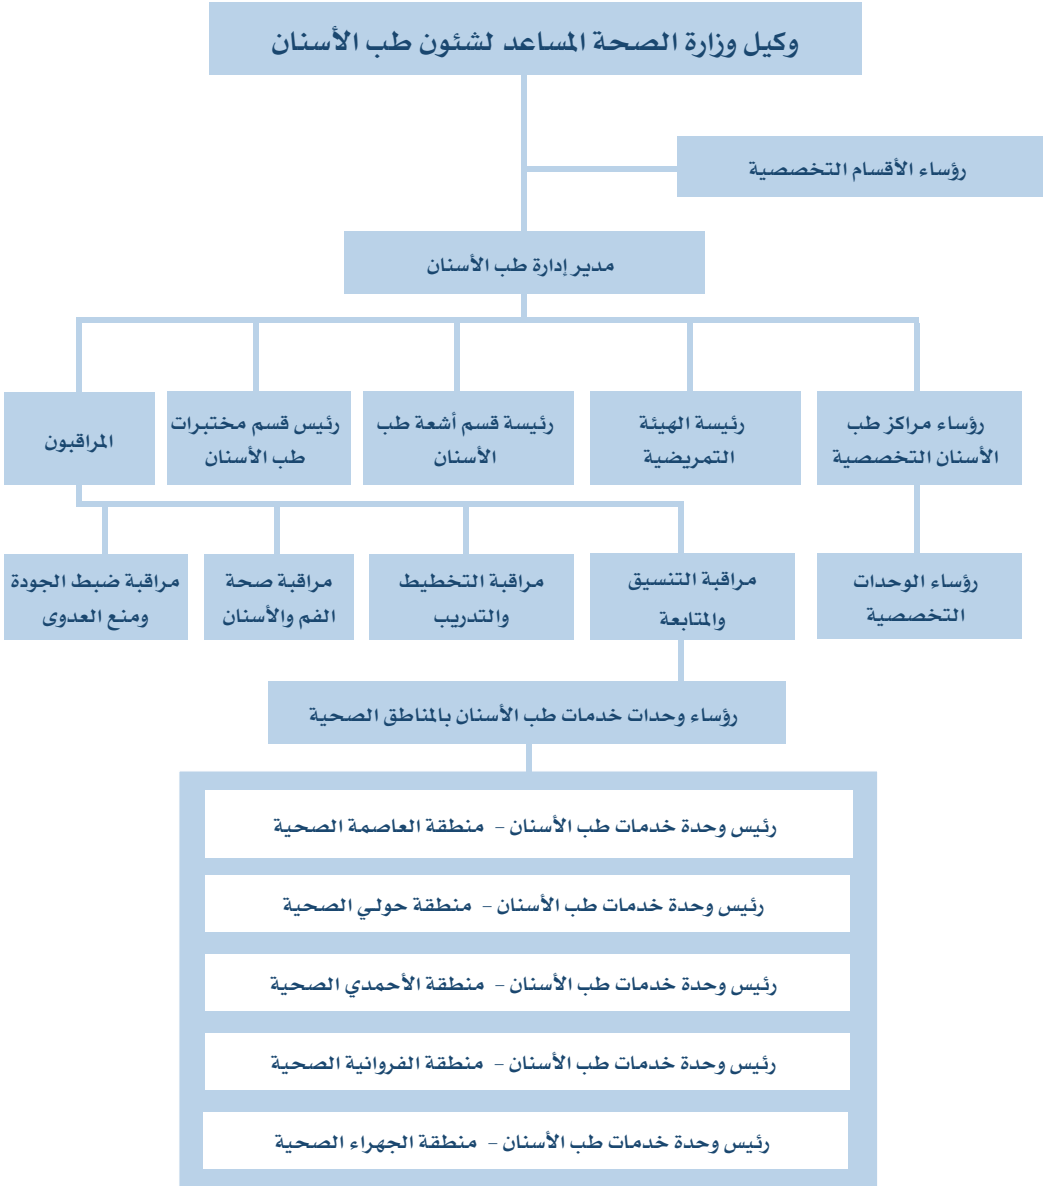 وكيل وزارة الصحة المساعد لشئون طب الأسنان
رؤساء الأقسام التخصصية
مدير إدارة طب الأسنان
رؤساء مراكز طب
الأسنان التخصصية
رئيسة الهيئة
التمريضية
رئيسة قسم أشعة طب
الأسنان
رئيس قسم مختبرات
طب الأسنان
المراقبون
رؤساء الوحدات
التخصصية
مراقبة التنسيق
والمتابعة
مراقبة التخطيط
والتدريب
مراقبة صحة
الفم والأسنان
مراقبة ضبط الجودة
ومنع العدوى
رؤساء وحدات خدمات طب الأسنان بالمناطق الصحية
رئيس وحدة خدمات طب الأسنان – منطقة العاصمة الصحية
رئيس وحدة خدمات طب الأسنان – منطقة حولي الصحية
رئيس وحدة خدمات طب الأسنان – منطقة الأحمدي الصحية
رئيس وحدة خدمات طب الأسنان – منطقة الفروانية الصحية
رئيس وحدة خدمات طب الأسنان – منطقة الجهراء الصحية